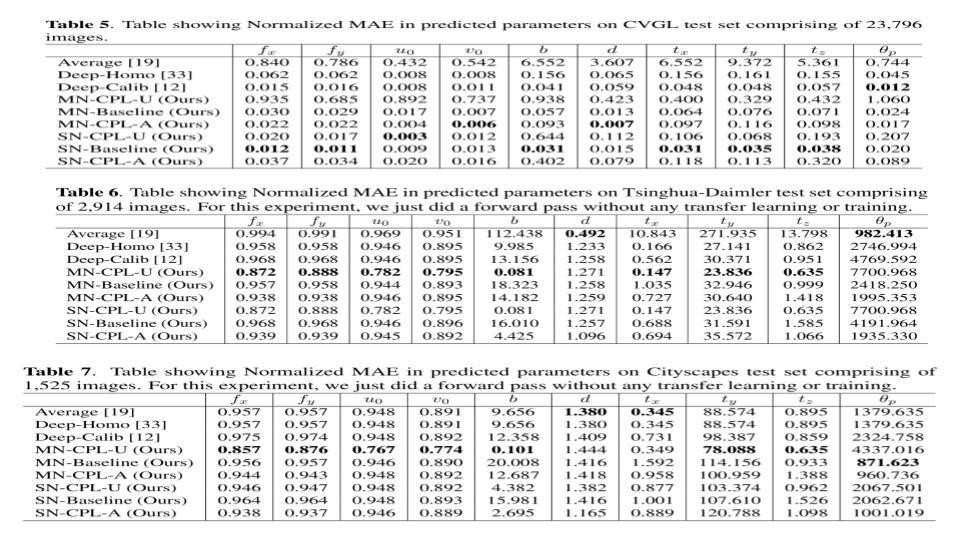 Table 5. Table showing Normalized MAE in predicted parameters on CVGL test set comprising of 23,796
images.
f_x f_y u_0 v_0 b d t_x t_y t_z θ_p
Average [19] 0.840 0.786 0.432 0.542 6.552 3.607 6.552 9.372 5.361 0.744
Deep-Homo [33] 0.062 0.062 0.008 0.008 0.156 0.065 0.156 0.161 0.155 0.045
Deep-Calib [12] 0.015 0.016 0.008 0.011 0.041 0.059 0.048 0.048 0.057 0.012
MN-CPL-U (Ours) 0.935 0.685 0.892 0.737 0.938 0.423 0.400 0.329 0.432 1.060
MN-Baseline (Ours) 0.030 0.029 0.017 0.007 0.057 0.013 0.064 0.076 0.071 0.024
MN-CPL-A (Ours) 0.022 0.022 0.004 0.006 0.093 0.007 0.097 0.116 0.098 0.017
SN-CPL-U (Ours) 0.020 0.017 0.003 0.012 0.644 0.112 0.106 0.068 0.193 0.207
SN-Baseline (Ours) 0.012 0.011 0.009 0.013 0.031 0.015 0.031 0.035 0.038 0.020
SN-CPL-A (Ours) 0.037 0.034 0.020 0.016 0.402 0.079 0.118 0.113 0.320 0.089
Table 6. Table showing Normalized MAE in predicted parameters on Tsinghua-Daimler test set comprising
of 2,914 images. For this experiment, we just did a forward pass without any transfer learning or training.
f_x f_y u_0 v_0 b d t_x t_y t_z θ_p
Average [19] 0.994 0.991 0.969 0.951 112.438 0.492 10.843 271.935 13.798 982.413
Deep-Homo [33] 0.958 0.958 0.946 0.895 9.985 1.233 0.166 27.141 0.862 2746.994
Deep-Calib [12] 0.968 0.968 0.946 0.895 13.156 1.258 0.562 30.371 0.951 4769.592
MN-CPL-U (Ours) 0.872 0.888 0.782 0.795 0.081 1.271 0.147 23.836 0.635 7700.968
MN-Baseline (Ours) 0.957 0.958 0.944 0.893 18.323 1.258 1.035 32.946 0.999 2418.250
MN-CPL-A (Ours) 0.938 0.938 0.946 0.895 14.182 1.259 0.727 30.640 1.418 1995.353
SN-CPL-U (Ours) 0.872 0.888 0.782 0.795 0.081 1.271 0.147 23.836 0.635 7700.968
SN-Baseline (Ours) 0.968 0.968 0.946 0.896 16.010 1.257 0.688 31.591 1.585 4191.964
SN-CPL-A (Ours) 0.939 0.939 0.945 0.892 4.425 1.096 0.694 35.572 1.066 1935.330
Table 7. Table showing Normalized MAE in predicted parameters on Cityscapes test set comprising of
1,525 images. For this experiment, we just did a forward pass without any transfer learning or training.
f_x f_y u_0 v_0 b d t_x t_y t_z θ_p
Average [19] 0.957 0.957 0.948 0.891 9.656 1.380 0.345 88.574 0.895 1379.635
Deep-Homo [33] 0.957 0.957 0.948 0.891 9.656 1.380 0.345 88.574 0.895 1379.635
Deep-Calib [12] 0.975 0.974 0.948 0.892 12.358 1.409 0.731 98.387 0.859 2324.758
MN-CPL-U (Ours) 0.857 0.876 0.767 0.774 0.101 1.444 0.349 78.088 0.635 4337.016
MN-Baseline (Ours) 0.956 0.957 0.946 0.890 20.008 1.416 1.592 114.156 0.933 871.623
MN-CPL-A (Ours) 0.944 0.943 0.948 0.892 12.687 1.418 0.958 100.959 1.388 960.736
SN-CPL-U (Ours) 0.946 0.947 0.948 0.892 4.382 1.382 0.877 103.374 0.962 2067.501
SN-Baseline (Ours) 0.964 0.964 0.948 0.893 15.981 1.416 1.001 107.610 1.526 2062.671
SN-CPL-A (Ours) 0.938 0.937 0.946 0.889 2.695 1.165 0.889 120.788 1.098 1001.019